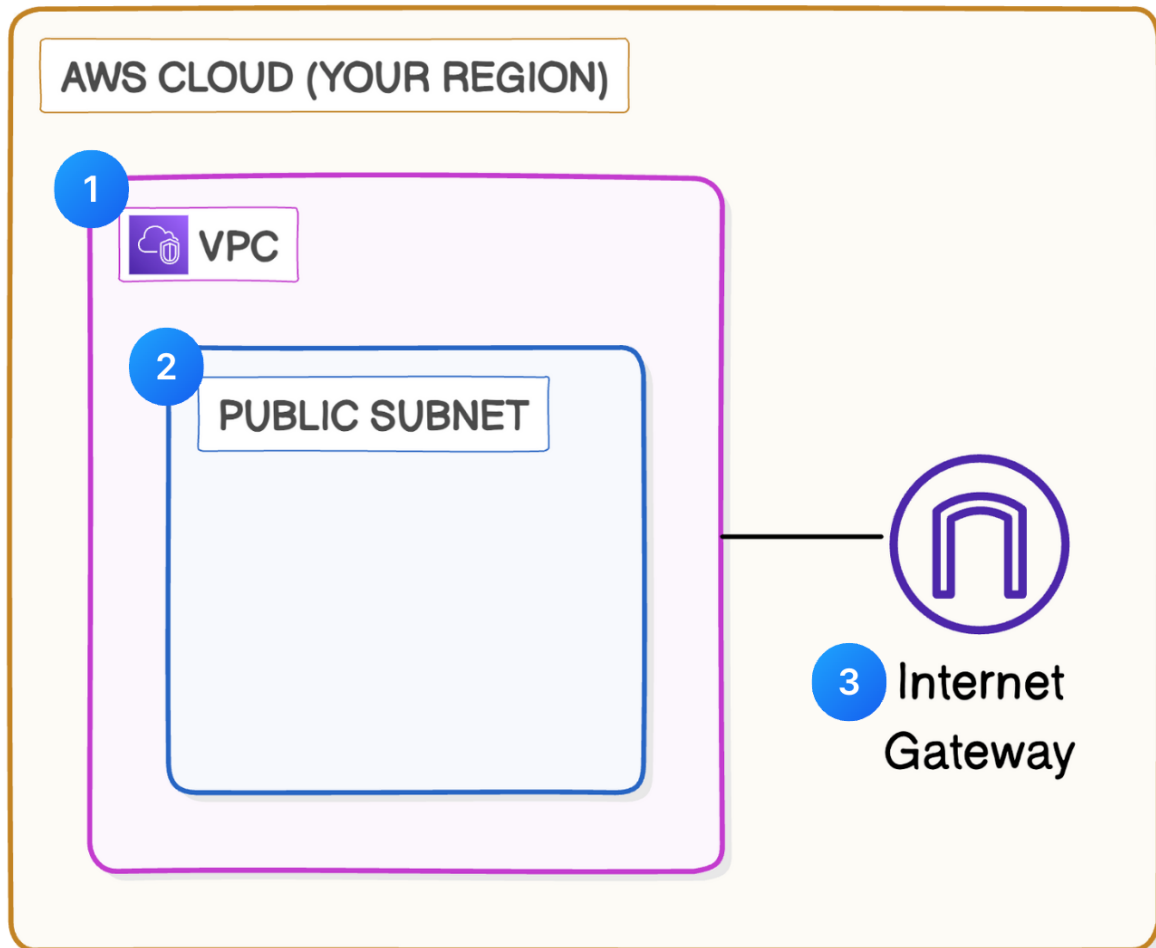 AWS CLOUD (YOUR REGION)
1
VPC
2
PUBLIC SUBNET
3 Internet
Gateway